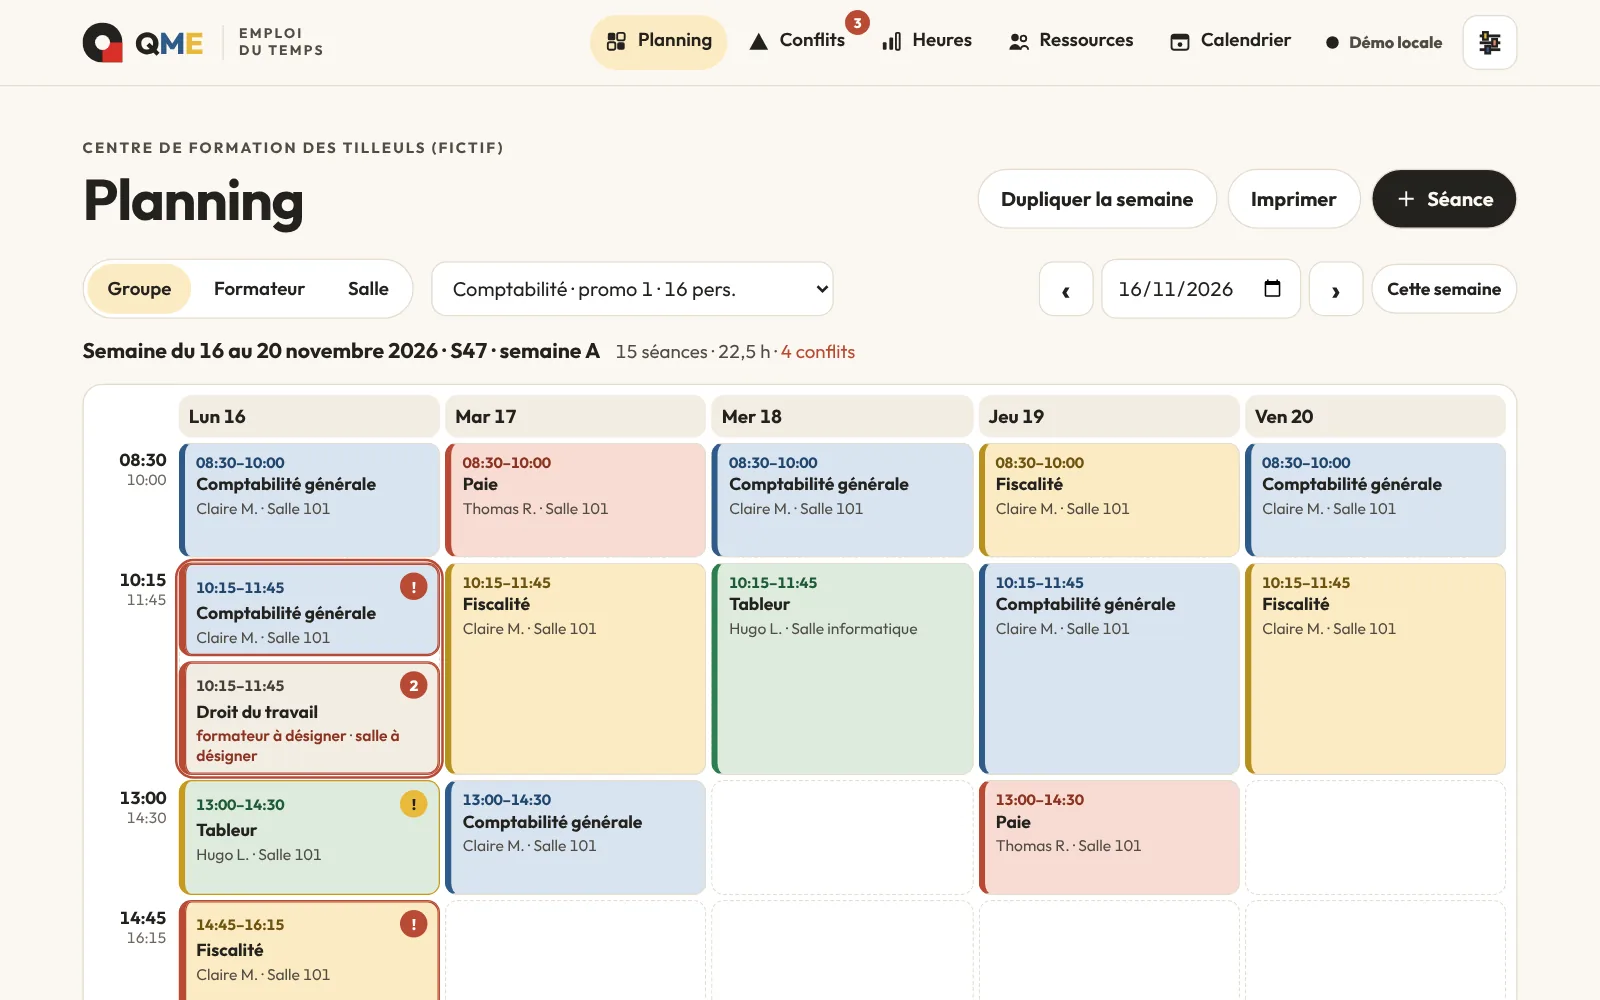 QME
EMPLOI
DU TEMPS
Planning
Conflits
3
Heures
Ressources
Calendrier
Démo locale
CENTRE DE FORMATION DES TILLEULS (FICTIF)
Planning
Dupliquer la semaine
Imprimer
+ Séance
Groupe
Formateur
Salle
Comptabilité · promo 1 · 16 pers.
‹
16/11/2026
›
Cette semaine
Semaine du 16 au 20 novembre 2026 · S47 · semaine A
15 séances · 22,5 h · 4 conflits
Lun 16
Mar 17
Mer 18
Jeu 19
Ven 20
08:30
10:00
08:30–10:00
Comptabilité générale
Claire M. · Salle 101
08:30–10:00
Paie
Thomas R. · Salle 101
08:30–10:00
Comptabilité générale
Claire M. · Salle 101
08:30–10:00
Fiscalité
Claire M. · Salle 101
08:30–10:00
Comptabilité générale
Claire M. · Salle 101
10:15
11:45
10:15–11:45
!
Comptabilité générale
Claire M. · Salle 101
10:15–11:45
2
Droit du travail
formateur à désigner · salle à
désigner
10:15–11:45
Fiscalité
Claire M. · Salle 101
10:15–11:45
Tableur
Hugo L. · Salle informatique
10:15–11:45
Comptabilité générale
Claire M. · Salle 101
10:15–11:45
Fiscalité
Claire M. · Salle 101
13:00
14:30
13:00–14:30
!
Tableur
Hugo L. · Salle 101
13:00–14:30
Comptabilité générale
Claire M. · Salle 101
13:00–14:30
Paie
Thomas R. · Salle 101
14:45
16:15
14:45–16:15
!
Fiscalité
Claire M. · Salle 101